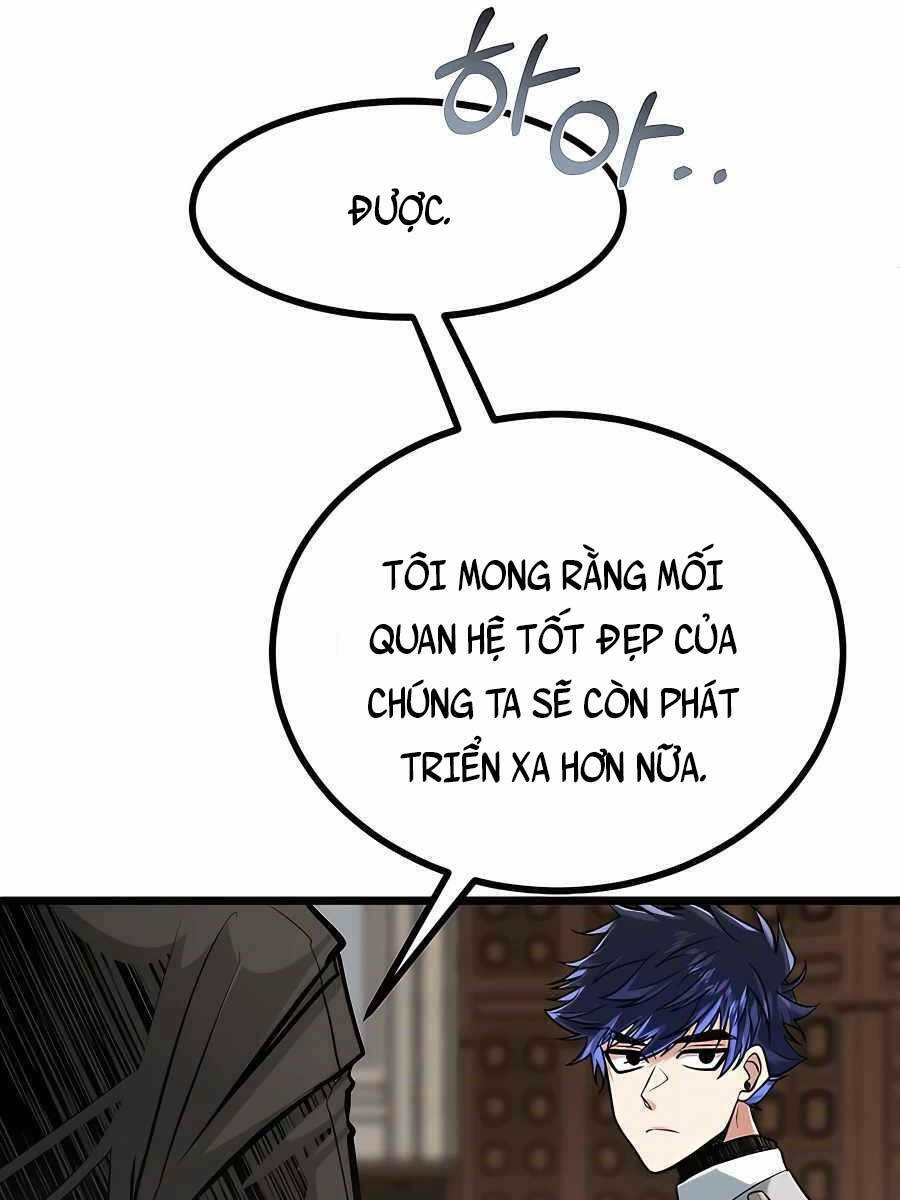 하아..
ĐƯỢC.
TÔI MONG RẰNG MỐI
QUAN HỆ TỐT ĐẸP CỦA
CHÚNG TA SẼ CÒN PHÁT
TRIỂN XA HƠN NỮA.